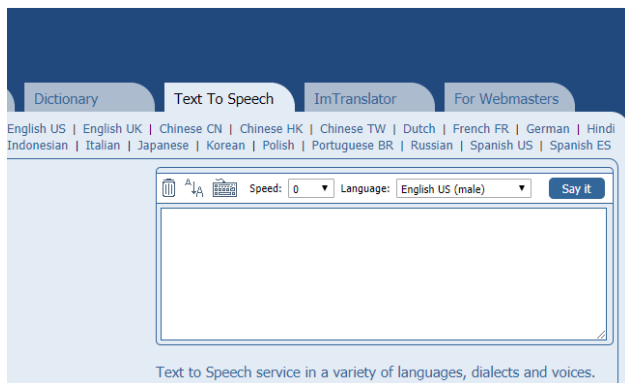 Dictionary Text To Speech ImTranslator For Webmasters
English US | English UK | Chinese CN | Chinese HK | Chinese TW | Dutch | French FR | German | Hindi
Indonesian | Italian | Japanese | Korean | Polish | Portuguese BR | Russian | Spanish US | Spanish ES
Speed: 0 Language: English US (male) Say it
Text to Speech service in a variety of languages, dialects and voices.